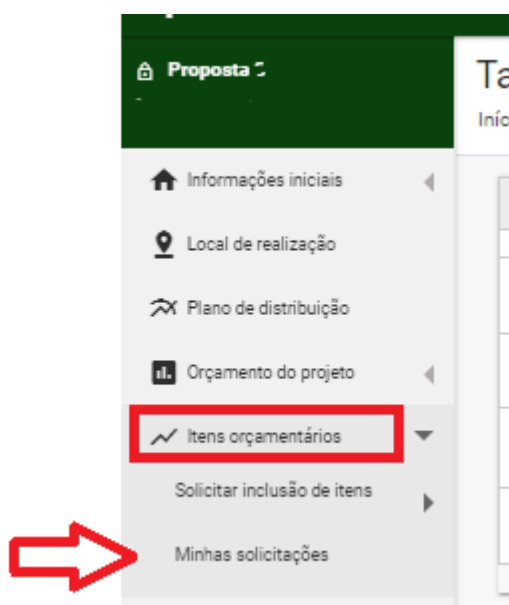 Proposta
Ta
Iníc
Informações iniciais
Local de realização
Plano de distribuição
Orçamento do projeto
Itens orçamentários
Solicitar inclusão de itens
Minhas solicitações